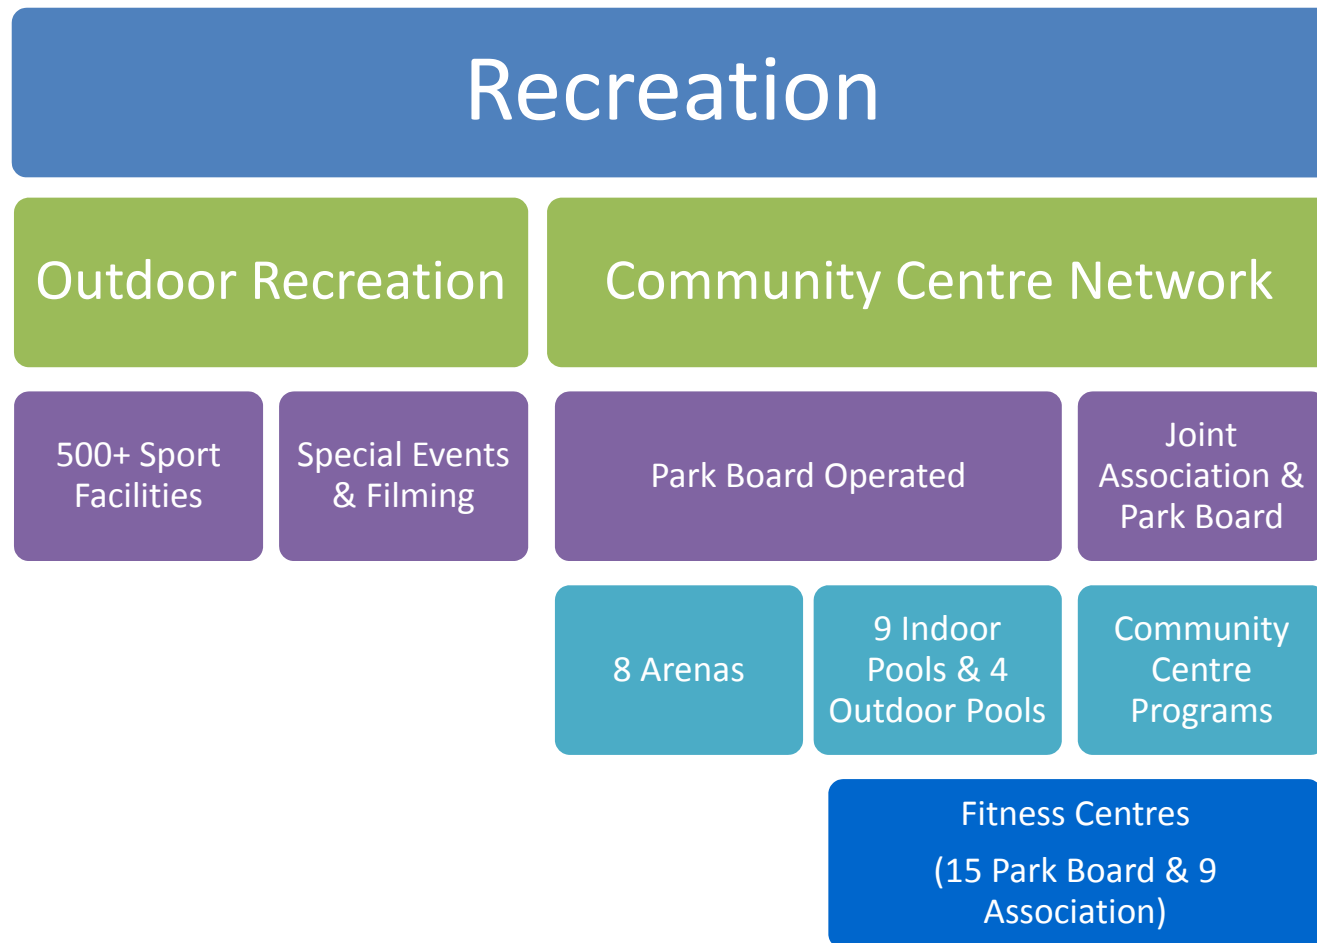 Recreation
Outdoor Recreation
Community Centre Network
500+ Sport
Facilities
Special Events
& Filming
Park Board Operated
Joint
Association &
Park Board
8 Arenas
9 Indoor
Pools & 4
Outdoor Pools
Community
Centre
Programs
Fitness Centres
(15 Park Board & 9
Association)